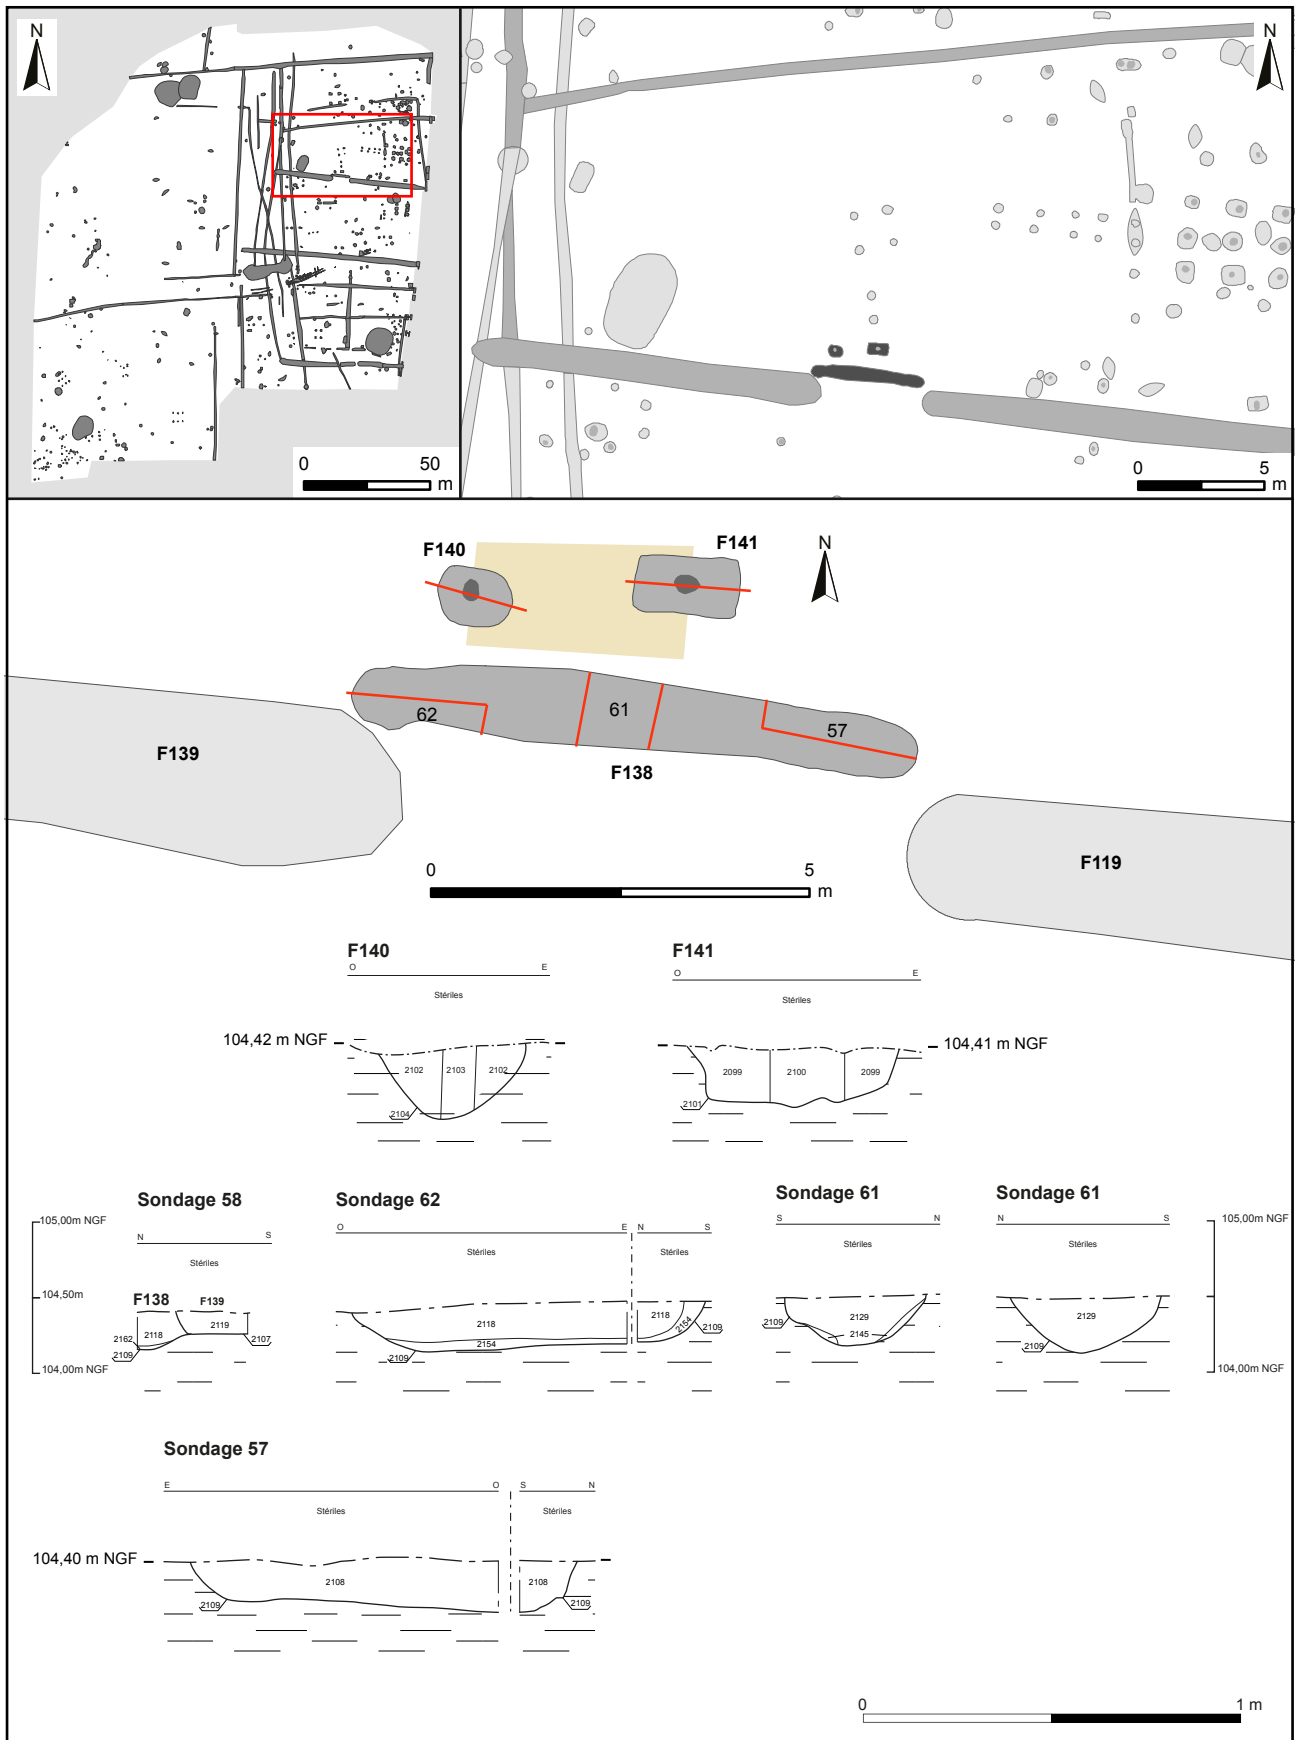 N
0 50
m
N
0 5
m
F140 F141
N
62 61 57
F139
F138
F119
0 5
m
F140 F141
O E O E
Stériles Stériles
104,42 m NGF 104,41 m NGF
2102 2103 2102 2099 2100 2099
2104 2101
Sondage 58 Sondage 62 Sondage 61 Sondage 61
105,00m NGF 105,00m NGF
N S O E N S S N N S
Stériles Stériles Stériles Stériles Stériles
104,50m
F138 F139
2162 2118 2119 2107
2109
2118 2118
2154 2154 2109
2109
2129
2109 2145
2129
2109
104,00m NGF 104,00m NGF
Sondage 57
E O S N
Stériles Stériles
104,40 m NGF
2108 2108
2109 2109
0 1 m